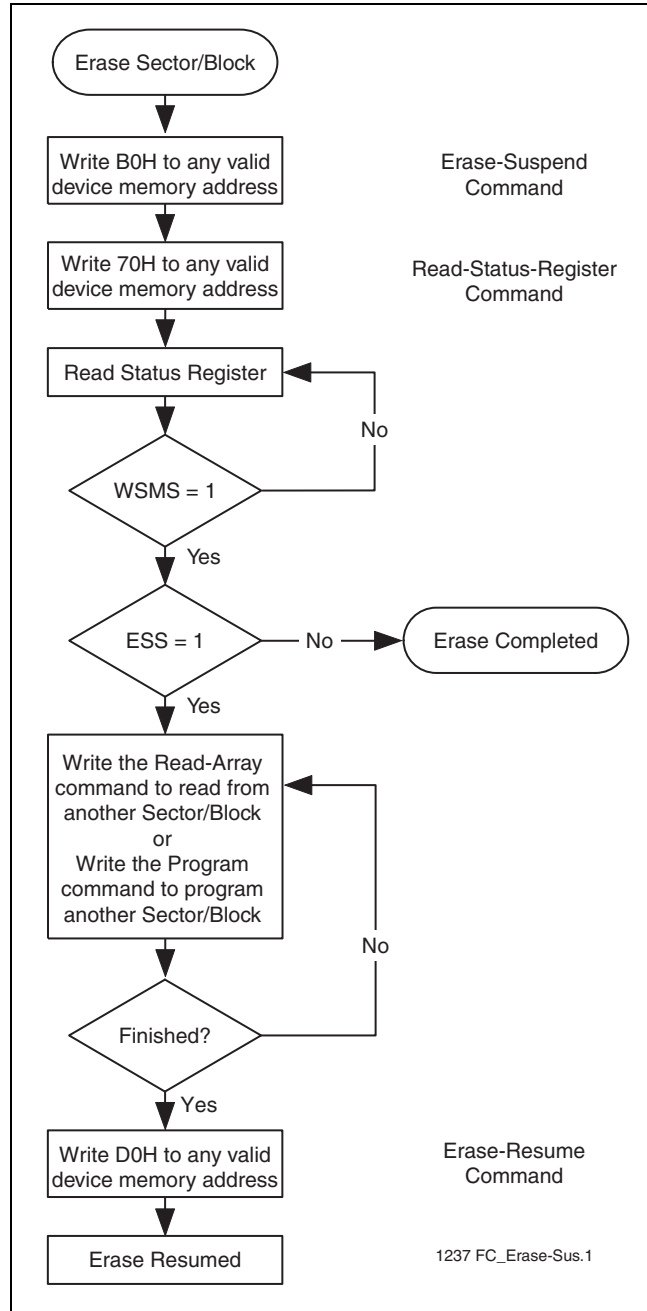 Erase Sector/Block
Write B0H to any valid
device memory address
Erase-Suspend
Command
Write 70H to any valid
device memory address
Read-Status-Register
Command
Read Status Register
No
WSMS = 1
Yes
ESS = 1
No
Erase Completed
Yes
Write the Read-Array
command to read from
another Sector/Block
or
Write the Program
command to program
another Sector/Block
No
Finished?
Yes
Write D0H to any valid
device memory address
Erase-Resume
Command
Erase Resumed
1237 FC_Erase-Sus.1